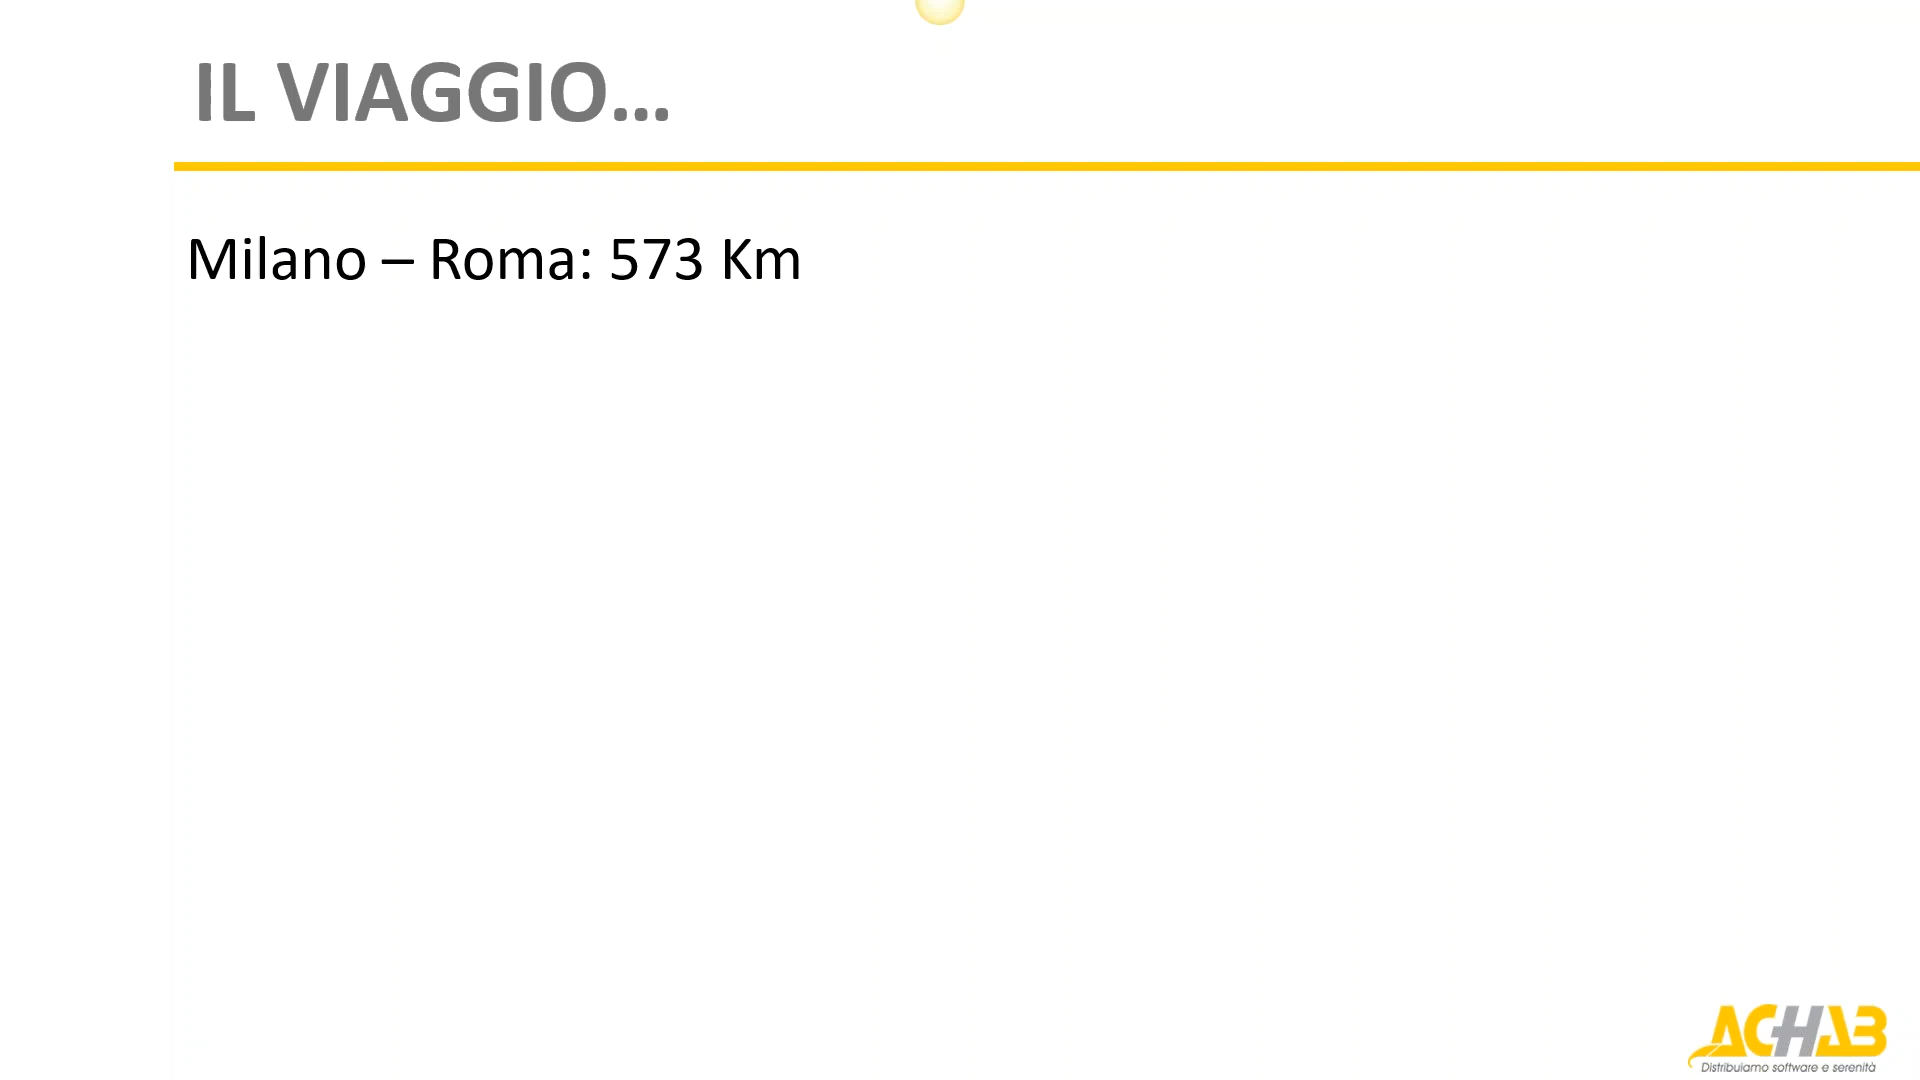 IL VIAGGIO...
Milano – Roma: 573 Km
ACHAB
Distribuiamo software e serenità